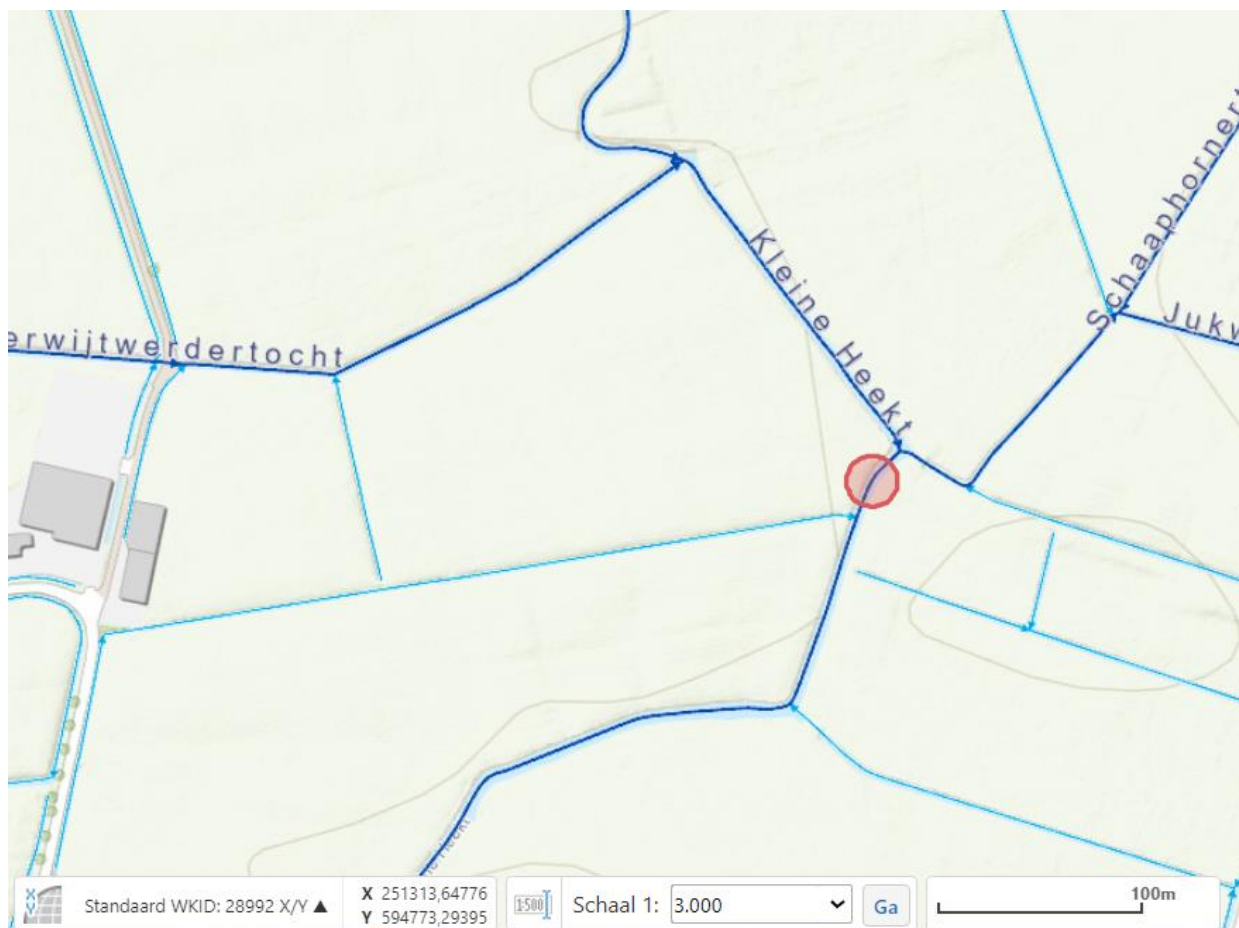 Kleine Heekt
Schaaphornert
Jukw
erwijtwerdertocht
Standaard WKID: 28992 X/Y ▲
X 251313,64776
Y 594773,29395
1:500
Schaal 1:
3.000
Ga
100m